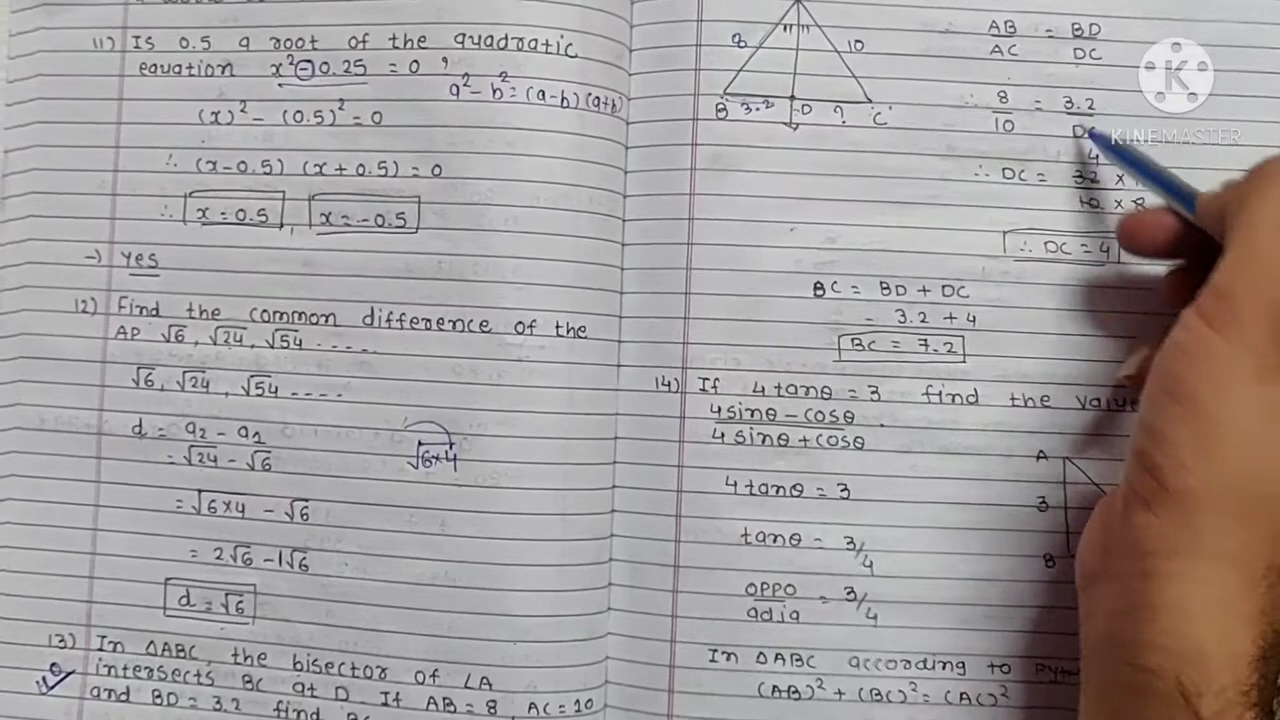 11) Is 0.5 a root of the quadratic
equation x² - 0.25 = 0 ?
a² - b² = (a-b) (a+b)
(x)² - (0.5)² = 0
∴ (x-0.5) (x+0.5) = 0
∴ x = 0.5 , x = -0.5
→ yes
12) Find the common difference of the
AP √6, √24, √54 .....
√6, √24, √54 ....
d = a2 - a1
= √24 - √6
√6×4
= √6×4 - √6
= 2√6 - 1√6
d = √6
13) In ΔABC, the bisector of ∠A
intersects BC at D. If AB = 8, AC = 10
and BD = 3.2 find
8 10
B 3.2 D ? C
AB = BD
AC DC
∴ 8 = 3.2
10
∴ DC = 32 ×
4
10 × 8
∴ DC = 4
BC = BD + DC
= 3.2 + 4
BC = 7.2
14) If 4tanθ = 3 find the value
4sinθ - cosθ
4sinθ + cosθ
4tanθ = 3
tanθ = 3/4
oppo = 3/4
adja
A
3
B
In ΔABC according to
(AB)² + (BC)² = (AC)²
KINEMASTER